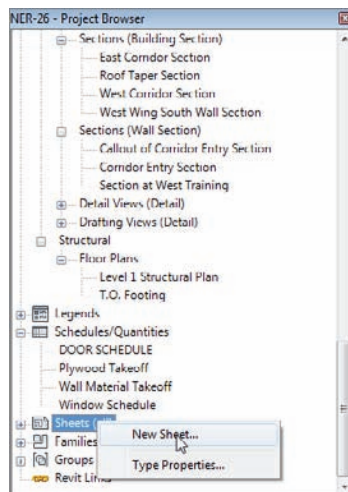 NER-26 - Project Browser
Sections (Building Section)
East Corridor Section
Roof Taper Section
West Corridor Section
West Wing South Wall Section
Sections (Wall Section)
Callout of Corridor Entry Section
Corridor Entry Section
Section at West Training
Detail Views (Detail)
Drafting Views (Detail)
Structural
Floor Plans
Level 1 Structural Plan
T.O. Footing
Legends
Schedules/Quantities
DOOR SCHEDULE
Plywood Takeoff
Wall Material Takeoff
Window Schedule
Sheets
New Sheet...
Families
Type Properties...
Groups
Revit Links